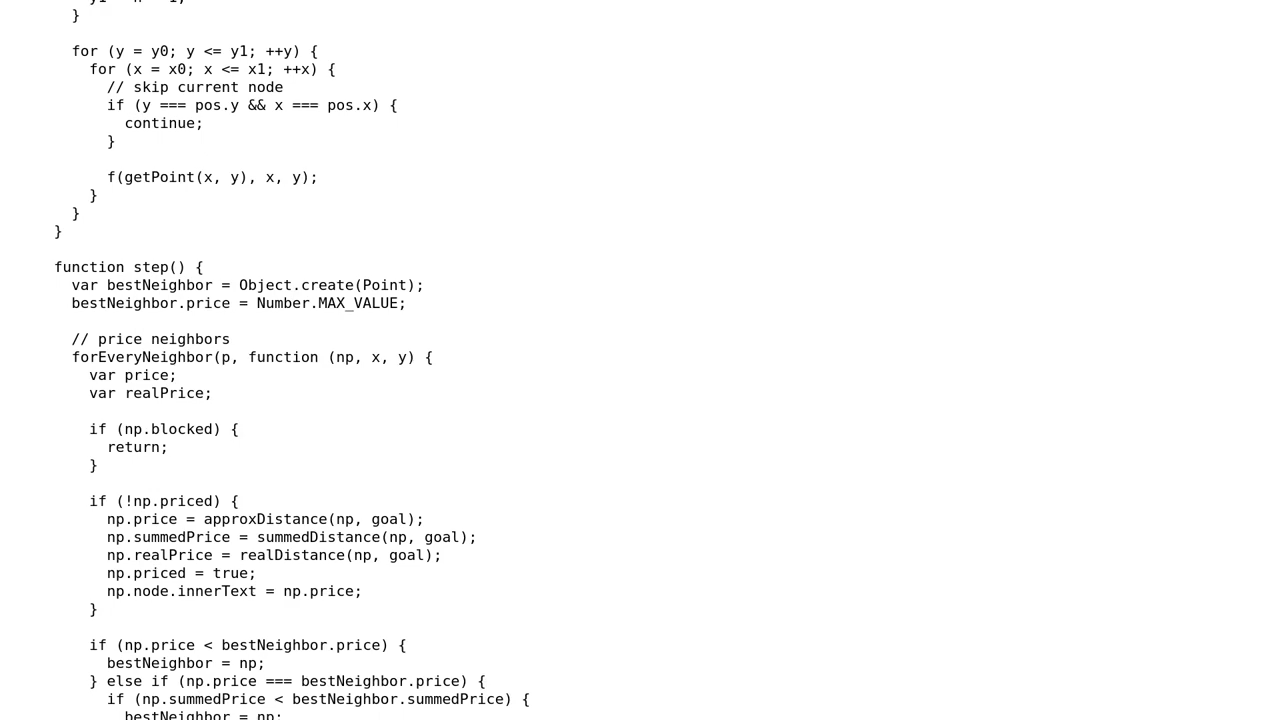 }
for (y = y0; y <= y1; ++y) {
for (x = x0; x <= x1; ++x) {
// skip current node
if (y === pos.y && x === pos.x) {
continue;
}
f(getPoint(x, y), x, y);
}
}
}
function step() {
var bestNeighbor = Object.create(Point);
bestNeighbor.price = Number.MAX_VALUE;
// price neighbors
forEveryNeighbor(p, function (np, x, y) {
var price;
var realPrice;
if (np.blocked) {
return;
}
if (!np.priced) {
np.price = approxDistance(np, goal);
np.summedPrice = summedDistance(np, goal);
np.realPrice = realDistance(np, goal);
np.priced = true;
np.node.innerText = np.price;
}
if (np.price < bestNeighbor.price) {
bestNeighbor = np;
} else if (np.price === bestNeighbor.price) {
if (np.summedPrice < bestNeighbor.summedPrice) {
bestNeighbor = np;